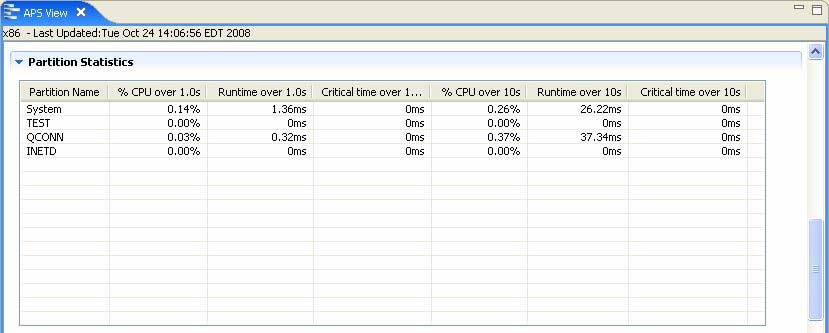 APS View
x86 - Last Updated:Tue Oct 24 14:06:56 EDT 2008
Partition Statistics
Partition Name % CPU over 1.0s Runtime over 1.0s Critical time over 1... % CPU over 10s Runtime over 10s Critical time over 10s
System 0.14% 1.36ms 0ms 0.26% 26.22ms 0ms
TEST 0.00% 0ms 0ms 0.00% 0ms 0ms
QCONN 0.03% 0.32ms 0ms 0.37% 37.34ms 0ms
INETD 0.00% 0ms 0ms 0.00% 0ms 0ms